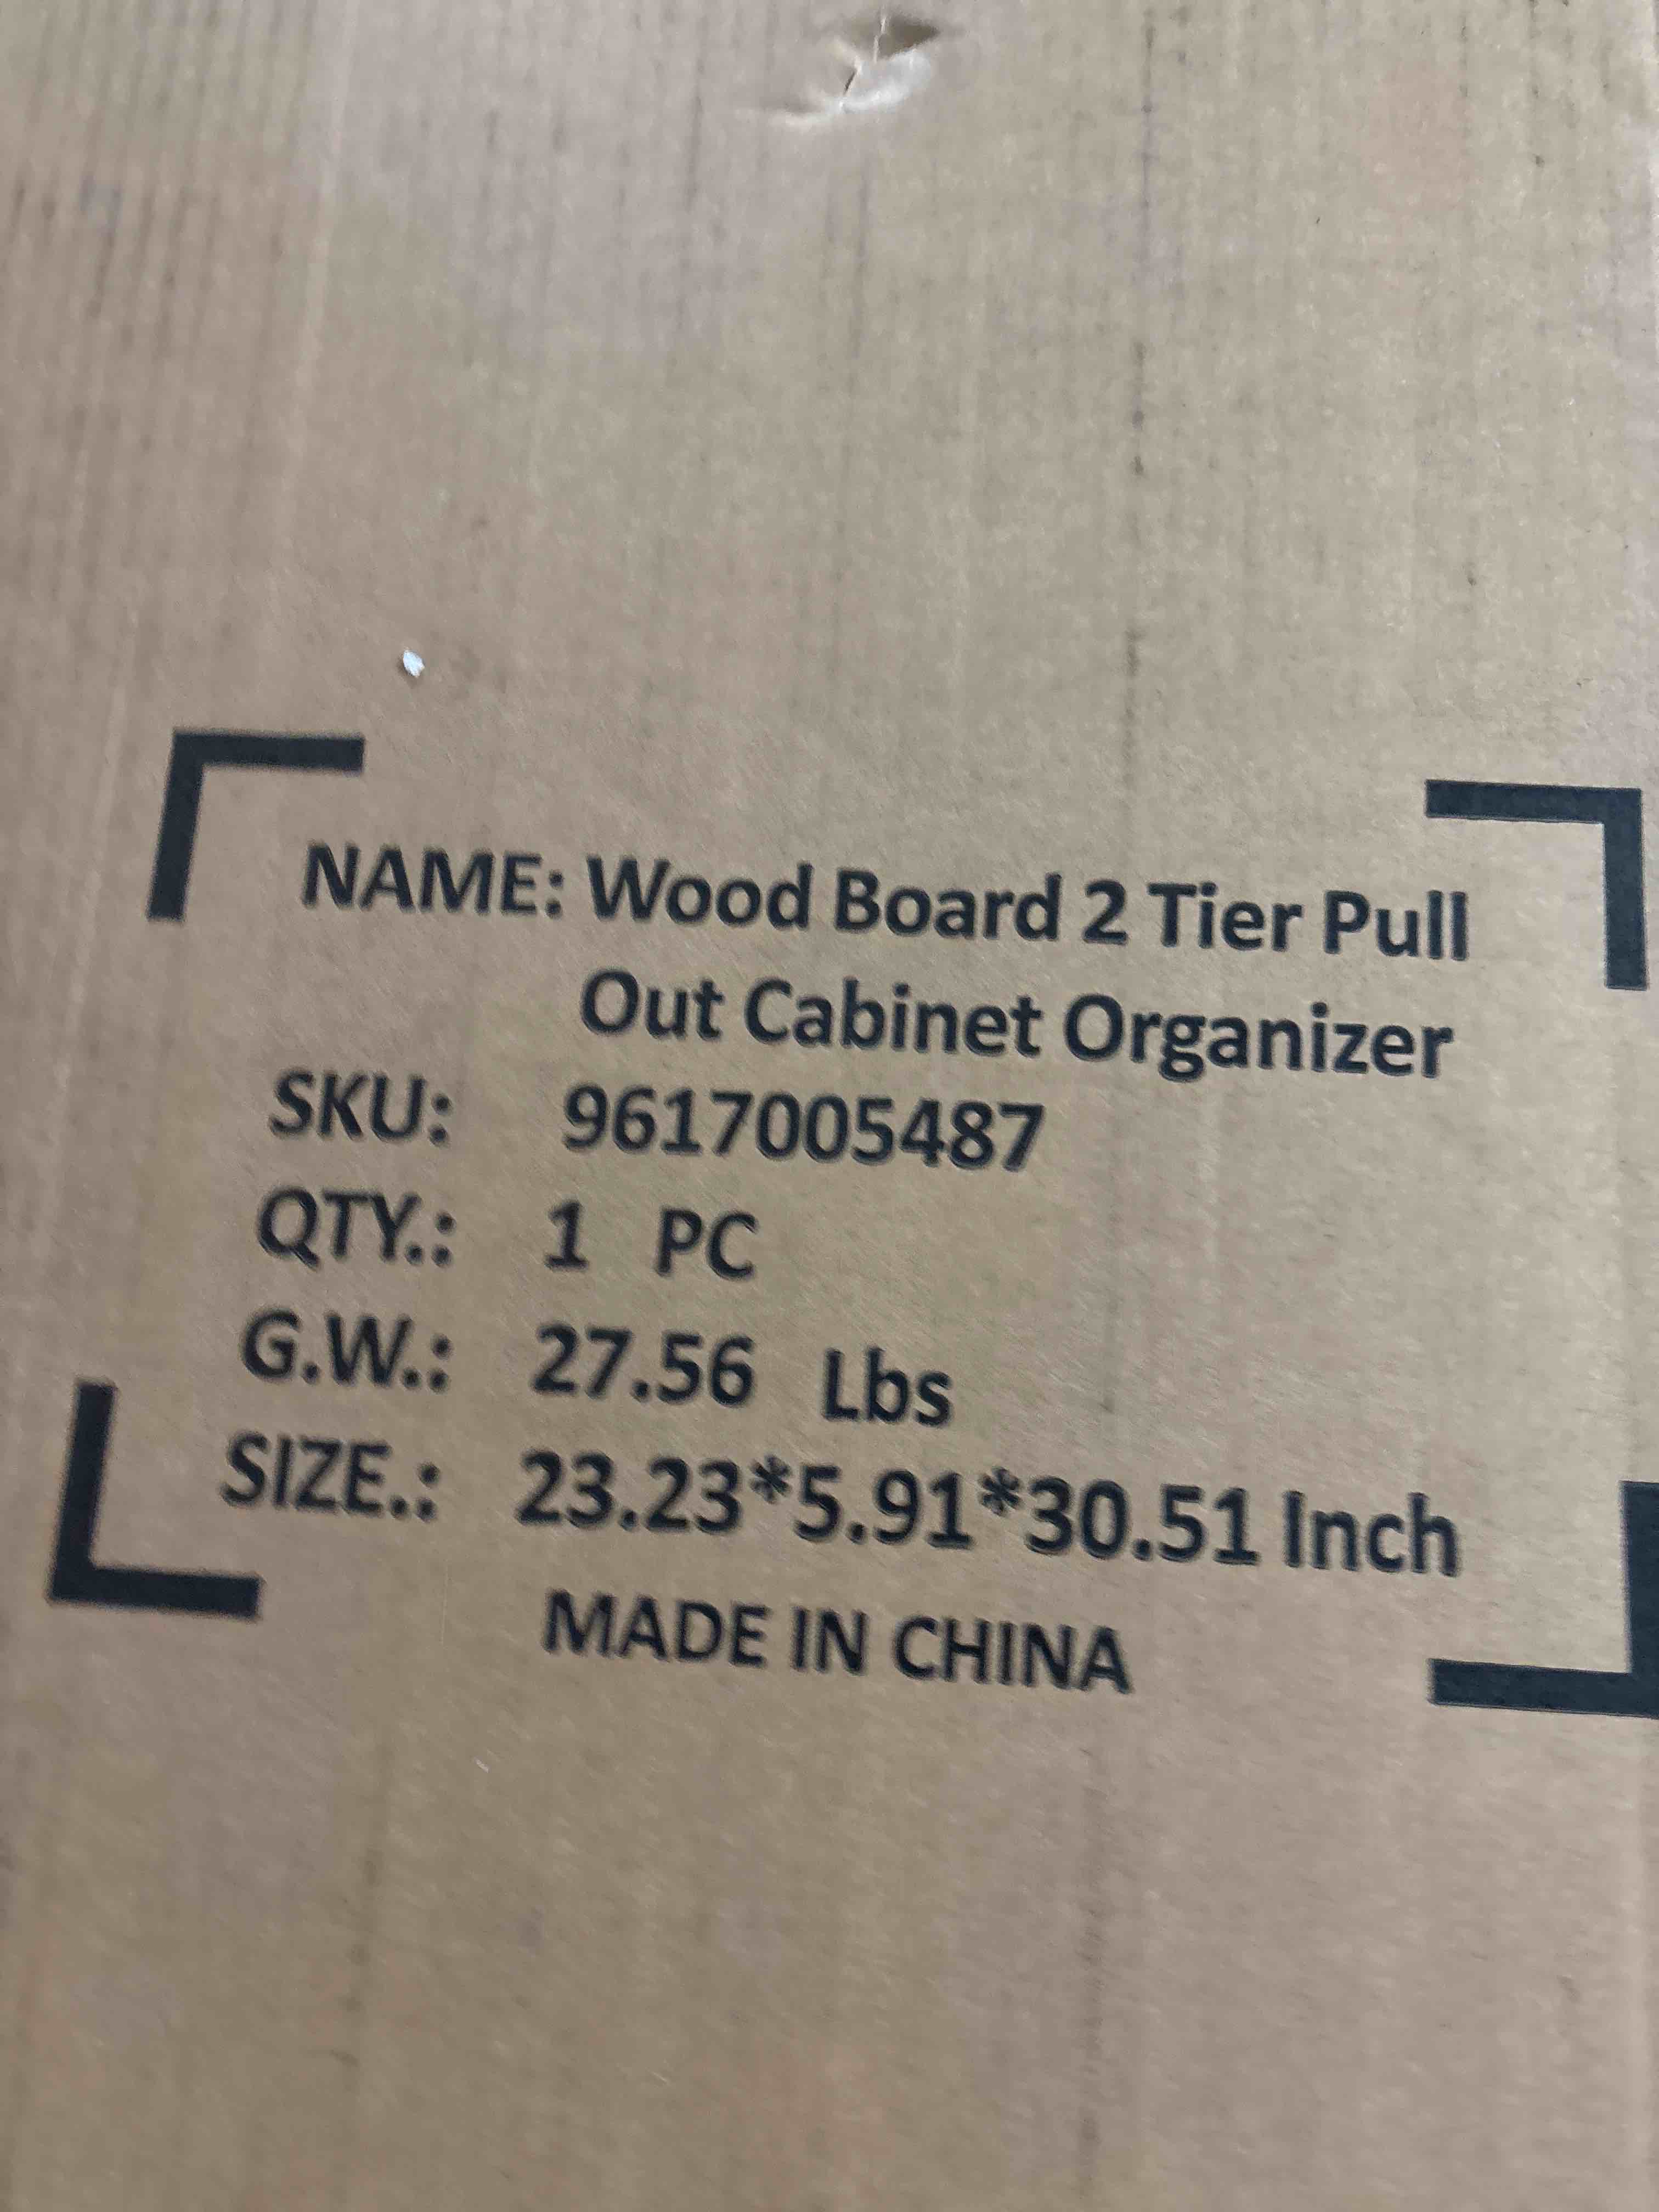 NAME: Wood Board 2 Tier Pull
Out Cabinet Organizer
SKU: 9617005487
QTY.: 1 PC
G.W.: 27.56 Lbs
SIZE.: 23.23*5.91*30.51 Inch
MADE IN CHINA